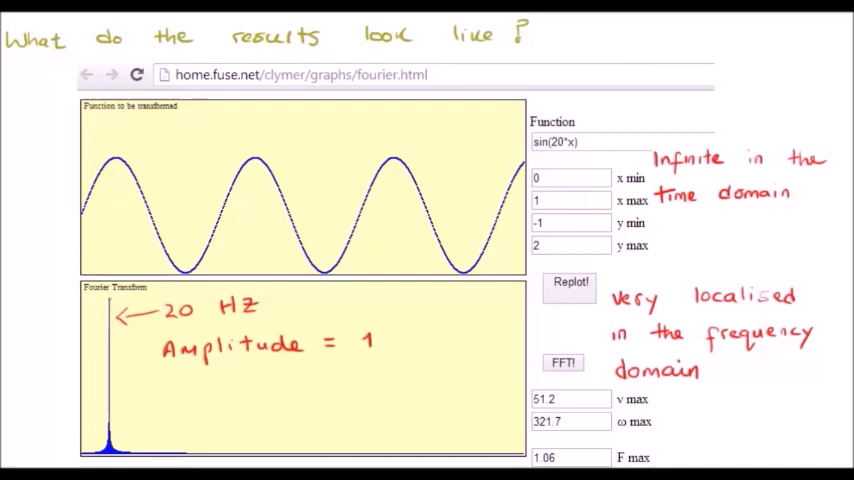 What do the results look like?
home.fuse.net/clymer/graphs/fourier.html
Function to be transformed
Function
sin(20*x)
0 x min
1 x max
-1 y min
2 y max
Infinite in the
time domain
Fourier Transform
20 HZ
Amplitude = 1
Replot!
very localised
in the frequency
domain
FFT!
51.2 ν max
321.7 ω max
1.06 F max